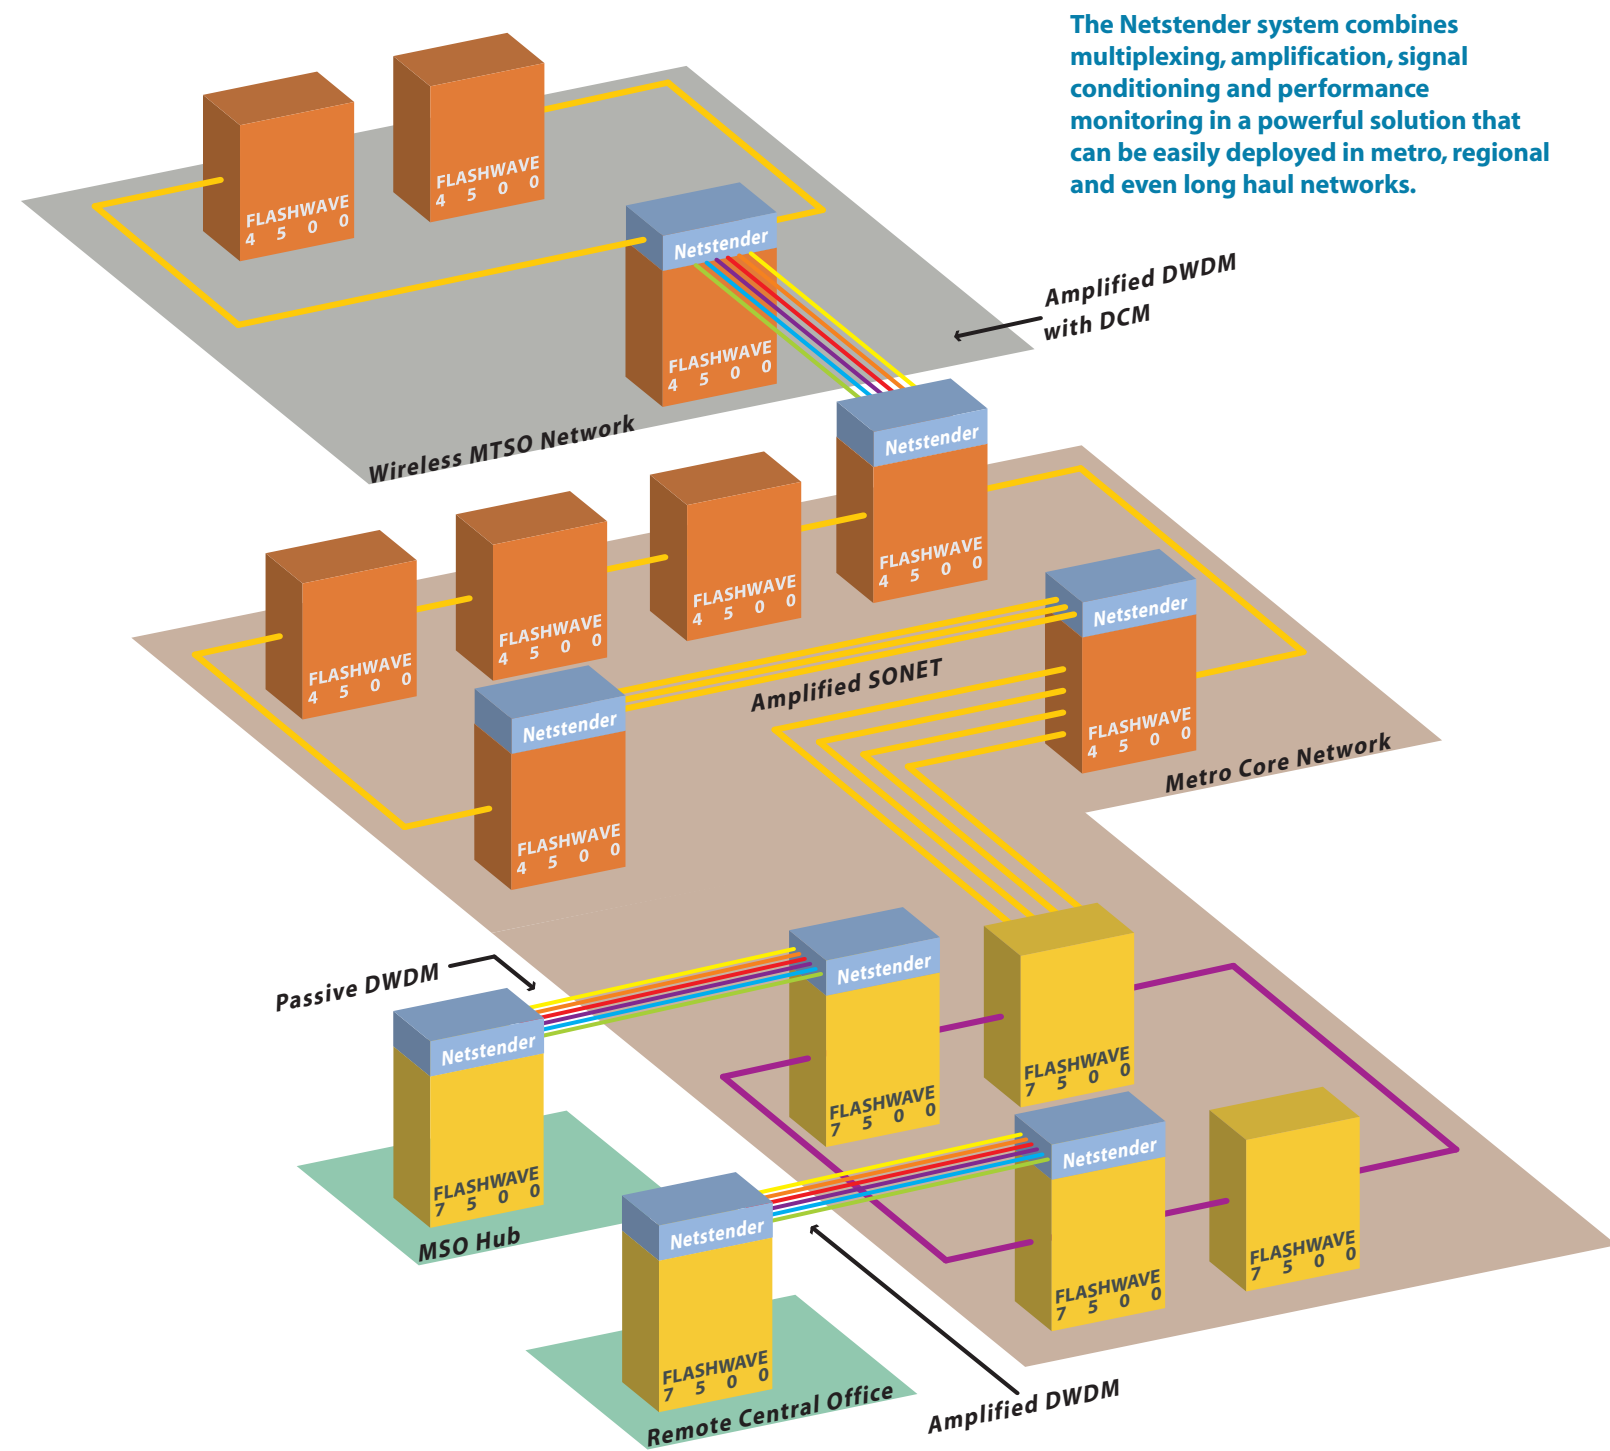 The Netstender system combines
multiplexing, amplification, signal
conditioning and performance
monitoring in a powerful solution that
can be easily deployed in metro, regional
and even long haul networks.
FLASHWAVE
4 5 0 0
FLASHWAVE
4 5 0 0
Netstender
FLASHWAVE
4 5 0 0
Amplified DWDM
with DCM
Wireless MTSO Network
Netstender
FLASHWAVE
4 5 0 0
FLASHWAVE
4 5 0 0
FLASHWAVE
4 5 0 0
FLASHWAVE
4 5 0 0
Netstender
FLASHWAVE
4 5 0 0
Amplified SONET
Netstender
FLASHWAVE
4 5 0 0
Metro Core Network
Passive DWDM
Netstender
FLASHWAVE
7 5 0 0
FLASHWAVE
7 5 0 0
Netstender
FLASHWAVE
7 5 0 0
MSO Hub
Netstender
FLASHWAVE
7 5 0 0
FLASHWAVE
7 5 0 0
Netstender
FLASHWAVE
7 5 0 0
Remote Central Office
Amplified DWDM